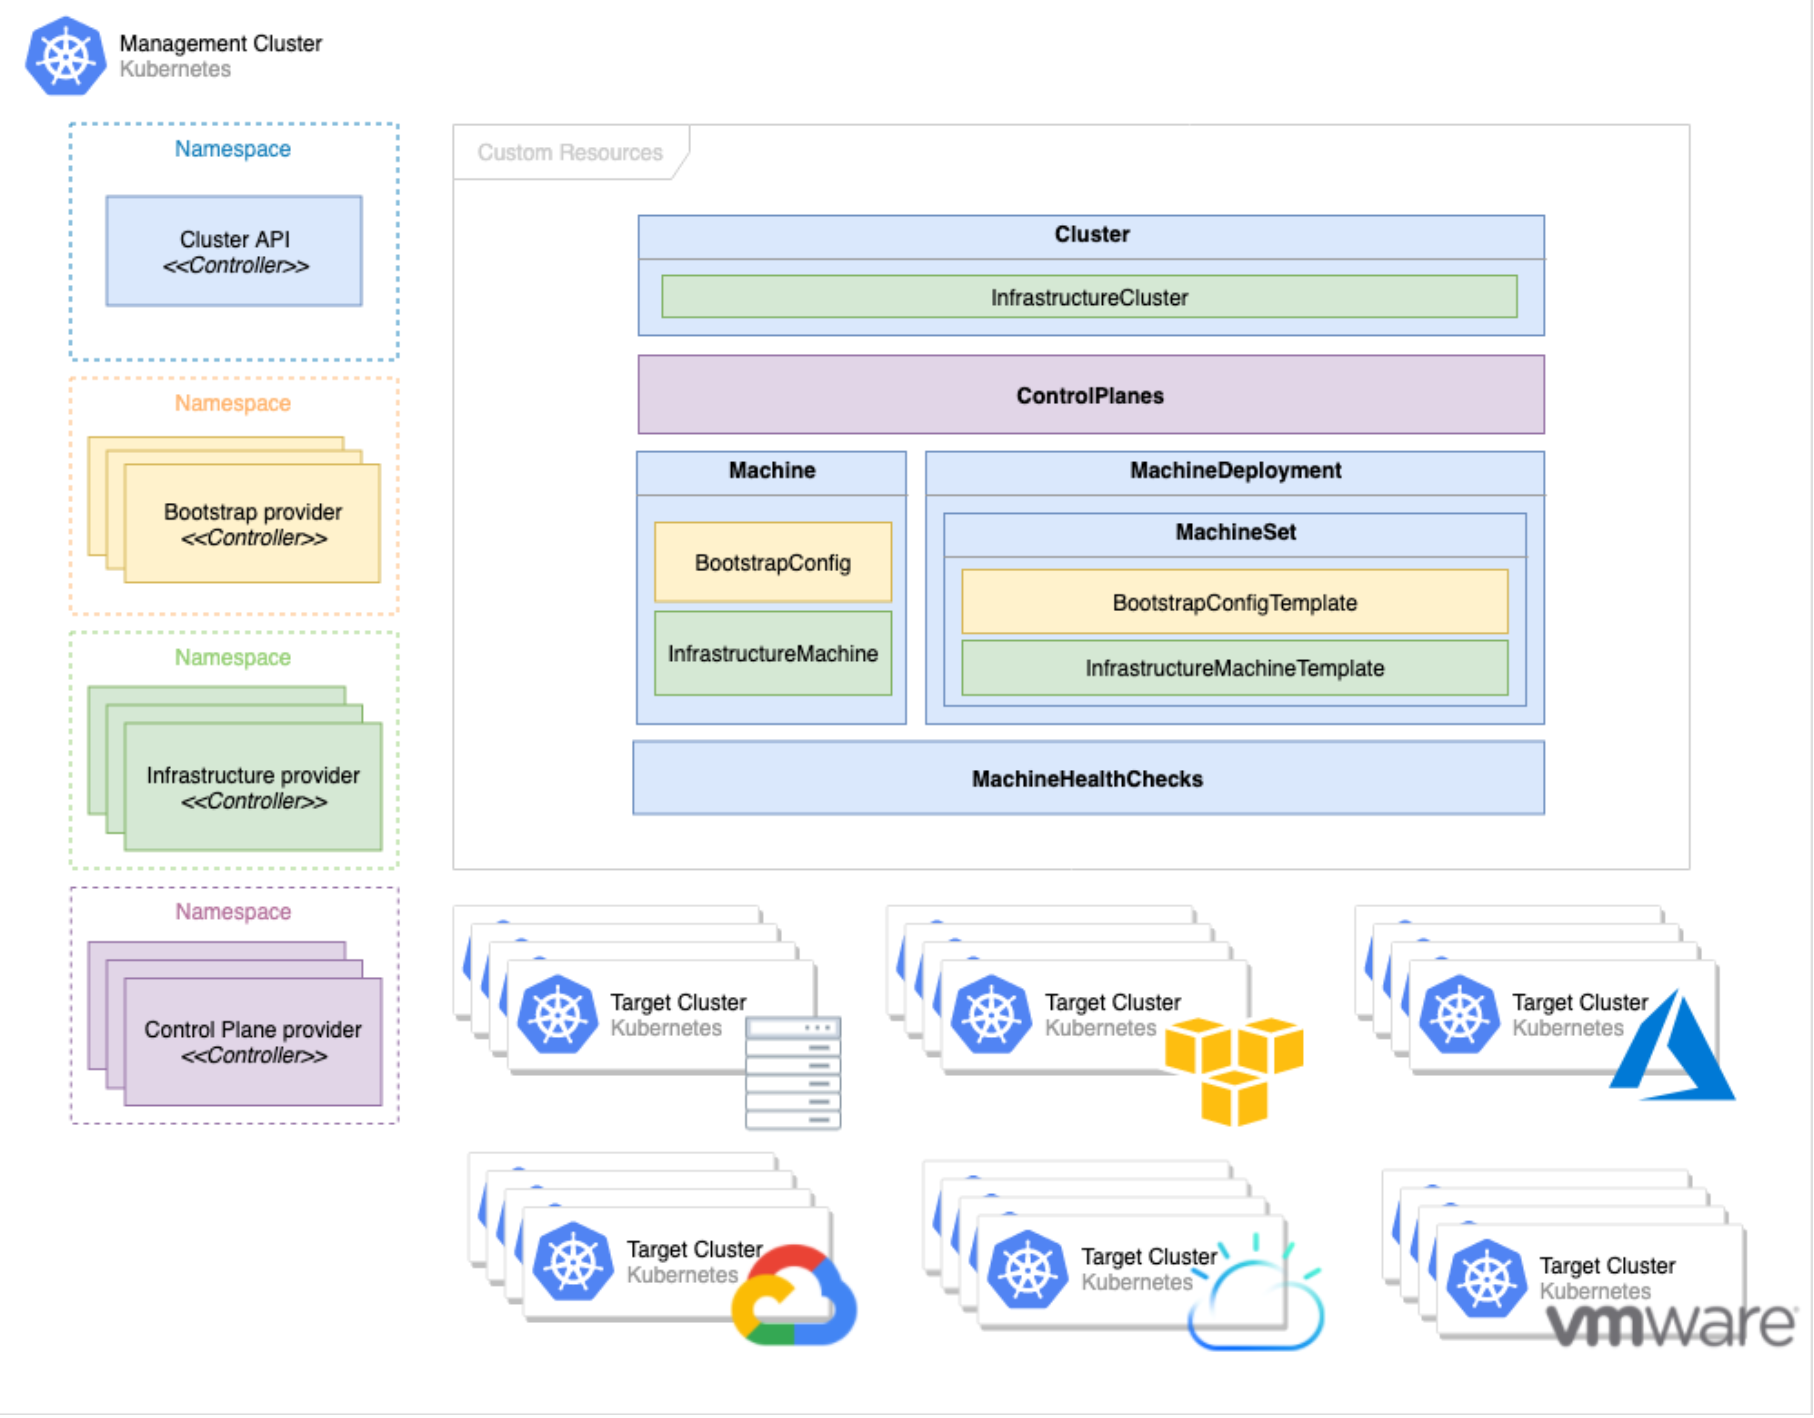 Management Cluster
Kubernetes
Namespace
Cluster API
<<Controller>>
Namespace
Bootstrap provider
<<Controller>>
Namespace
Infrastructure provider
<<Controller>>
Namespace
Control Plane provider
<<Controller>>
Custom Resources
Cluster
InfrastructureCluster
ControlPlanes
Machine
BootstrapConfig
InfrastructureMachine
MachineDeployment
MachineSet
BootstrapConfigTemplate
InfrastructureMachineTemplate
MachineHealthChecks
Target Cluster
Kubernetes
Target Cluster
Kubernetes
Target Cluster
Kubernetes
Target Cluster
Kubernetes
Target Cluster
Kubernetes
Target Cluster
Kubernetes
vmware